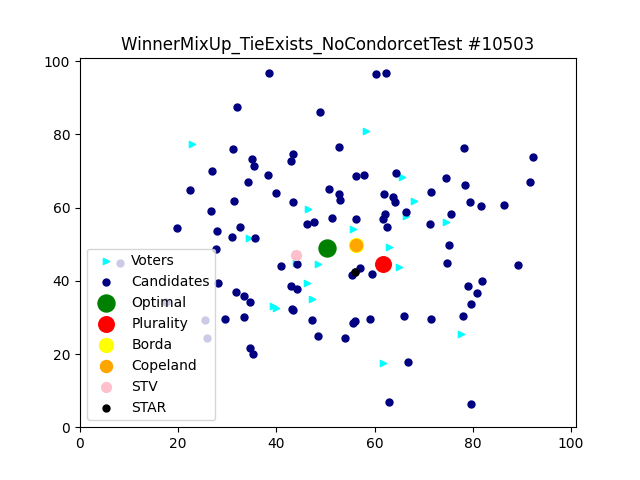 WinnerMixUp_TieExists_NoCondorcetTest #10503
100
80
60
40
20
0
0 20 40 60 80 100
Voters
Candidates
Optimal
Plurality
Borda
Copeland
STV
STAR